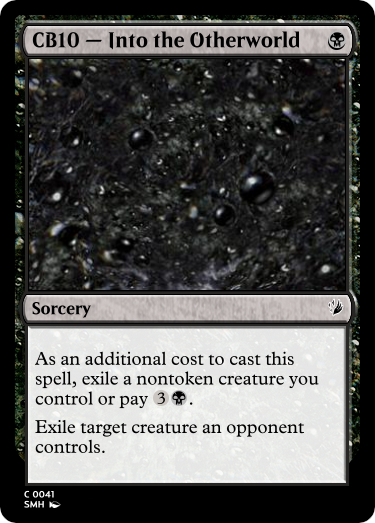 CB10 — Into the Otherworld
Sorcery
As an additional cost to cast this
spell, exile a nontoken creature you
control or pay 3.
Exile target creature an opponent
controls.
C 0041
SMH